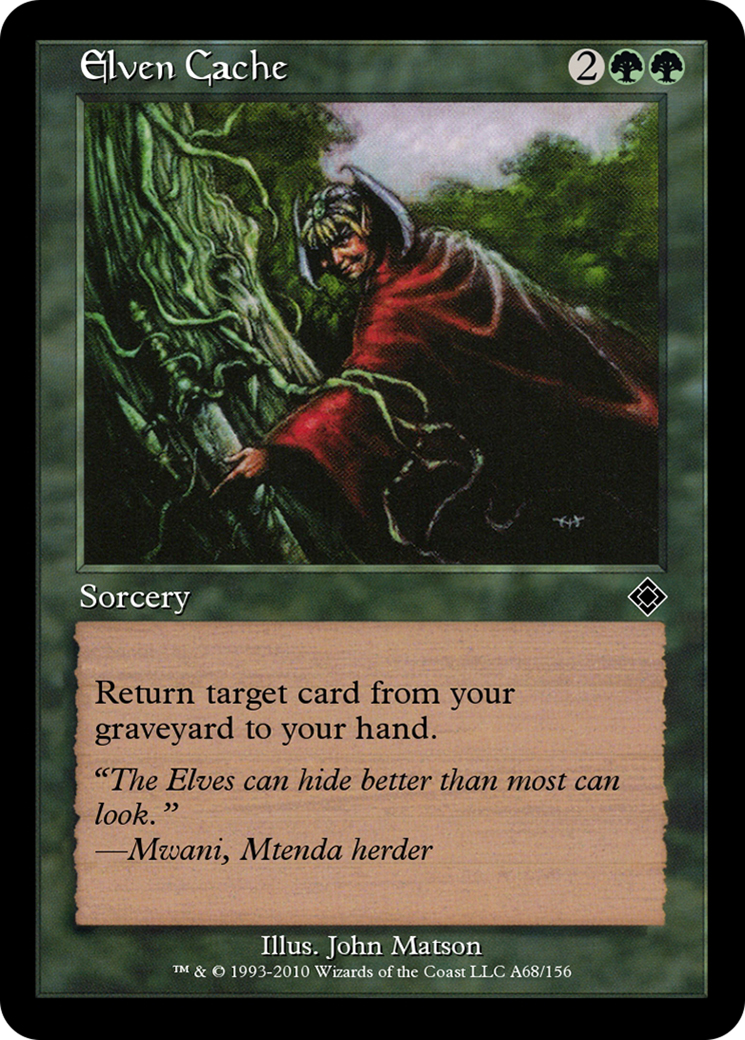 Elven Cache
2
Sorcery
Return target card from your
graveyard to your hand.
“The Elves can hide better than most can
look.”
—Mwani, Mtenda herder
Illus. John Matson
™ & © 1993-2010 Wizards of the Coast LLC A68/156